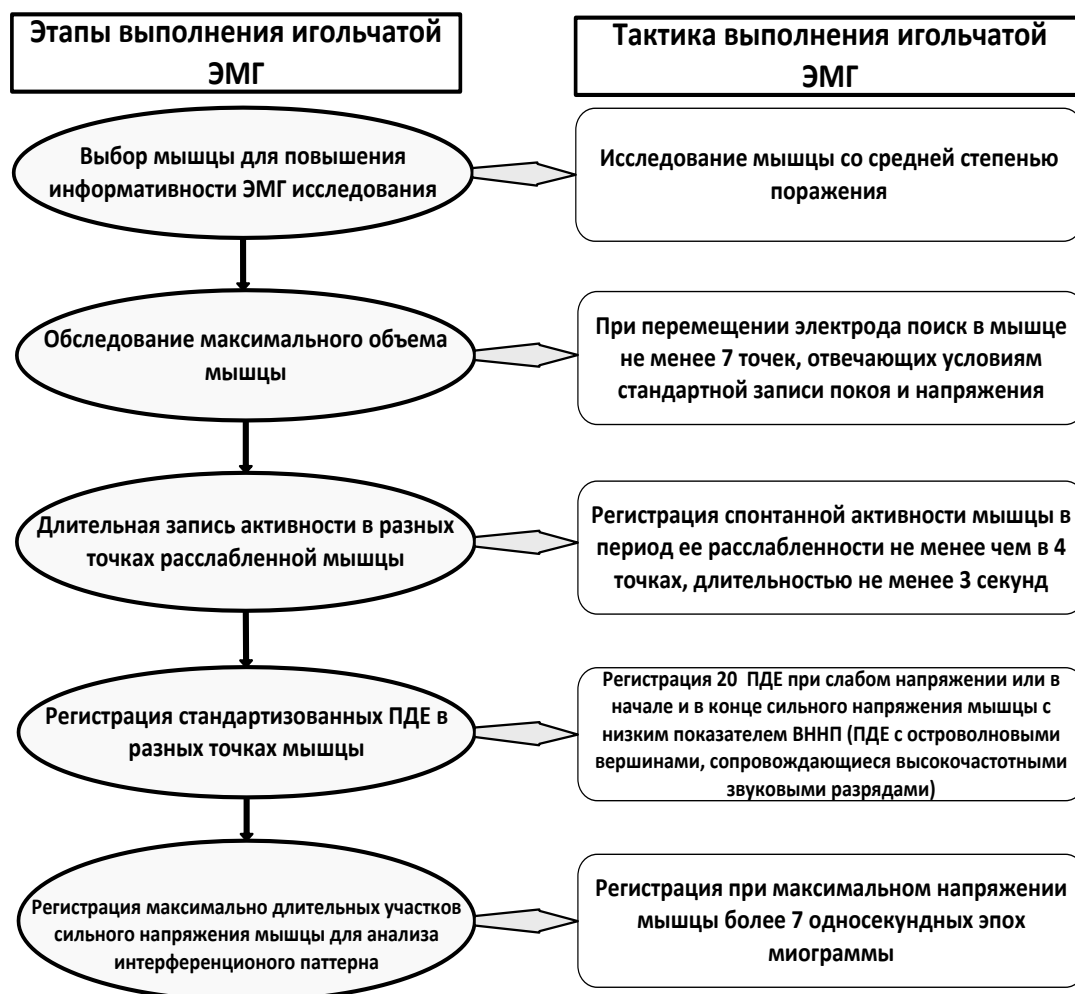 Этапы выполнения игольчатой
ЭМГ
Тактика выполнения игольчатой
ЭМГ
Выбор мышцы для повышения
информативности ЭМГ исследования
Исследование мышцы со средней степенью
поражения
Обследование максимального объема
мышцы
При перемещении электрода поиск в мышце
не менее 7 точек, отвечающих условиям
стандартной записи покоя и напряжения
Длительная запись активности в разных
точках расслабленной мышцы
Регистрация спонтанной активности мышцы в
период ее расслабленности не менее чем в 4
точках, длительностью не менее 3 секунд
Регистрация стандартизованных ПДЕ в
разных точках мышцы
Регистрация 20 ПДЕ при слабом напряжении или в
начале и в конце сильного напряжения мышцы с
низким показателем ВННП (ПДЕ с островолновыми
вершинами, сопровождающиеся высокочастотными
звуковыми разрядами)
Регистрация максимально длительных участков
сильного напряжения мышцы для анализа
интерференционого паттерна
Регистрация при максимальном напряжении
мышцы более 7 односекундных эпох
миограммы